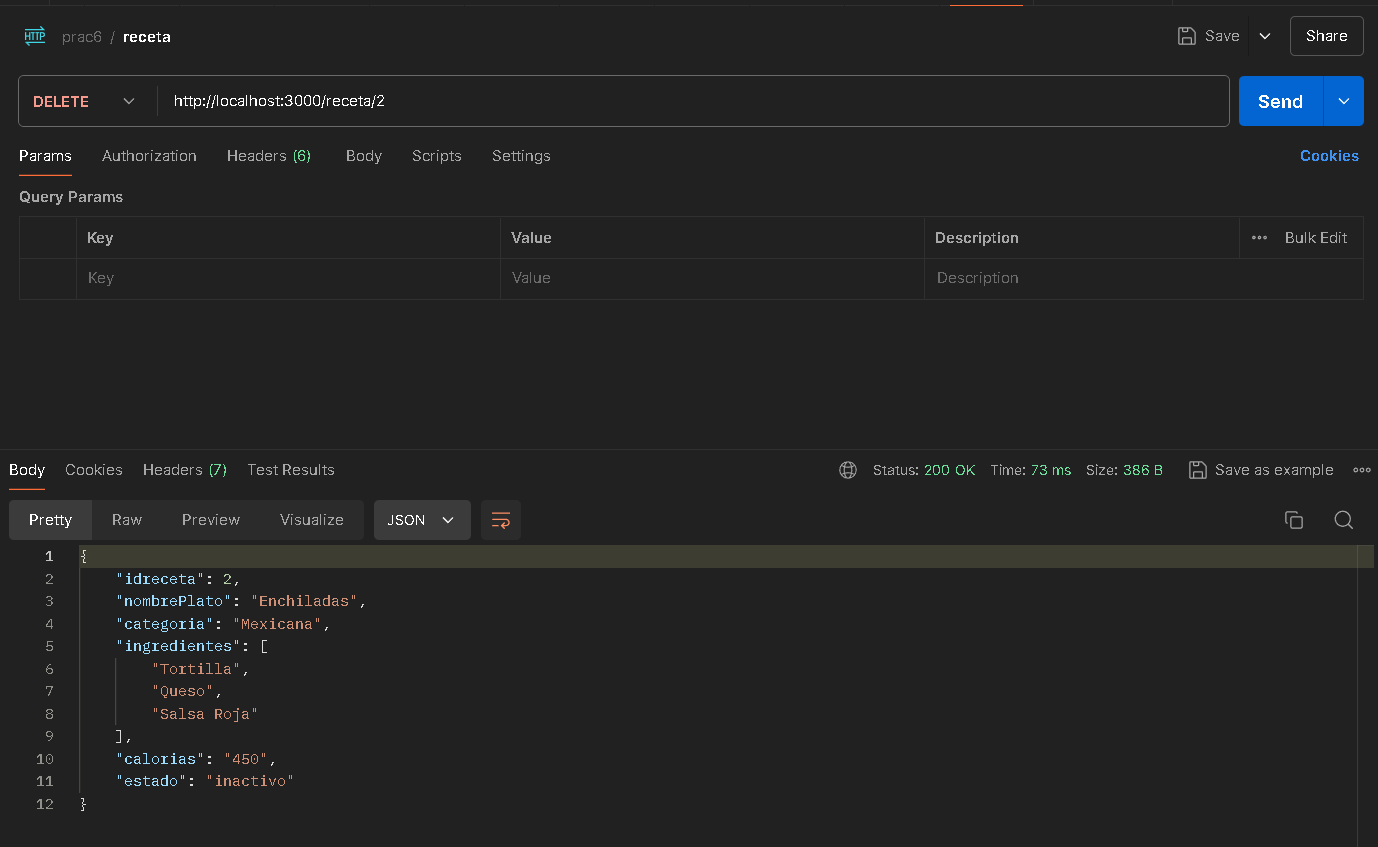 HTTP prac6 / receta Save Share
DELETE http://localhost:3000/receta/2 Send
Params Authorization Headers (6) Body Scripts Settings Cookies
Query Params
Key Value Description ••• Bulk Edit
Key Value Description
Body Cookies Headers (7) Test Results Status: 200 OK Time: 73 ms Size: 386 B Save as example
Pretty Raw Preview Visualize JSON
1 {
2 "idreceta": 2,
3 "nombrePlato": "Enchiladas",
4 "categoria": "Mexicana",
5 "ingredientes": [
6 "Tortilla",
7 "Queso",
8 "Salsa Roja"
9 ],
10 "calorias": "450",
11 "estado": "inactivo"
12 }